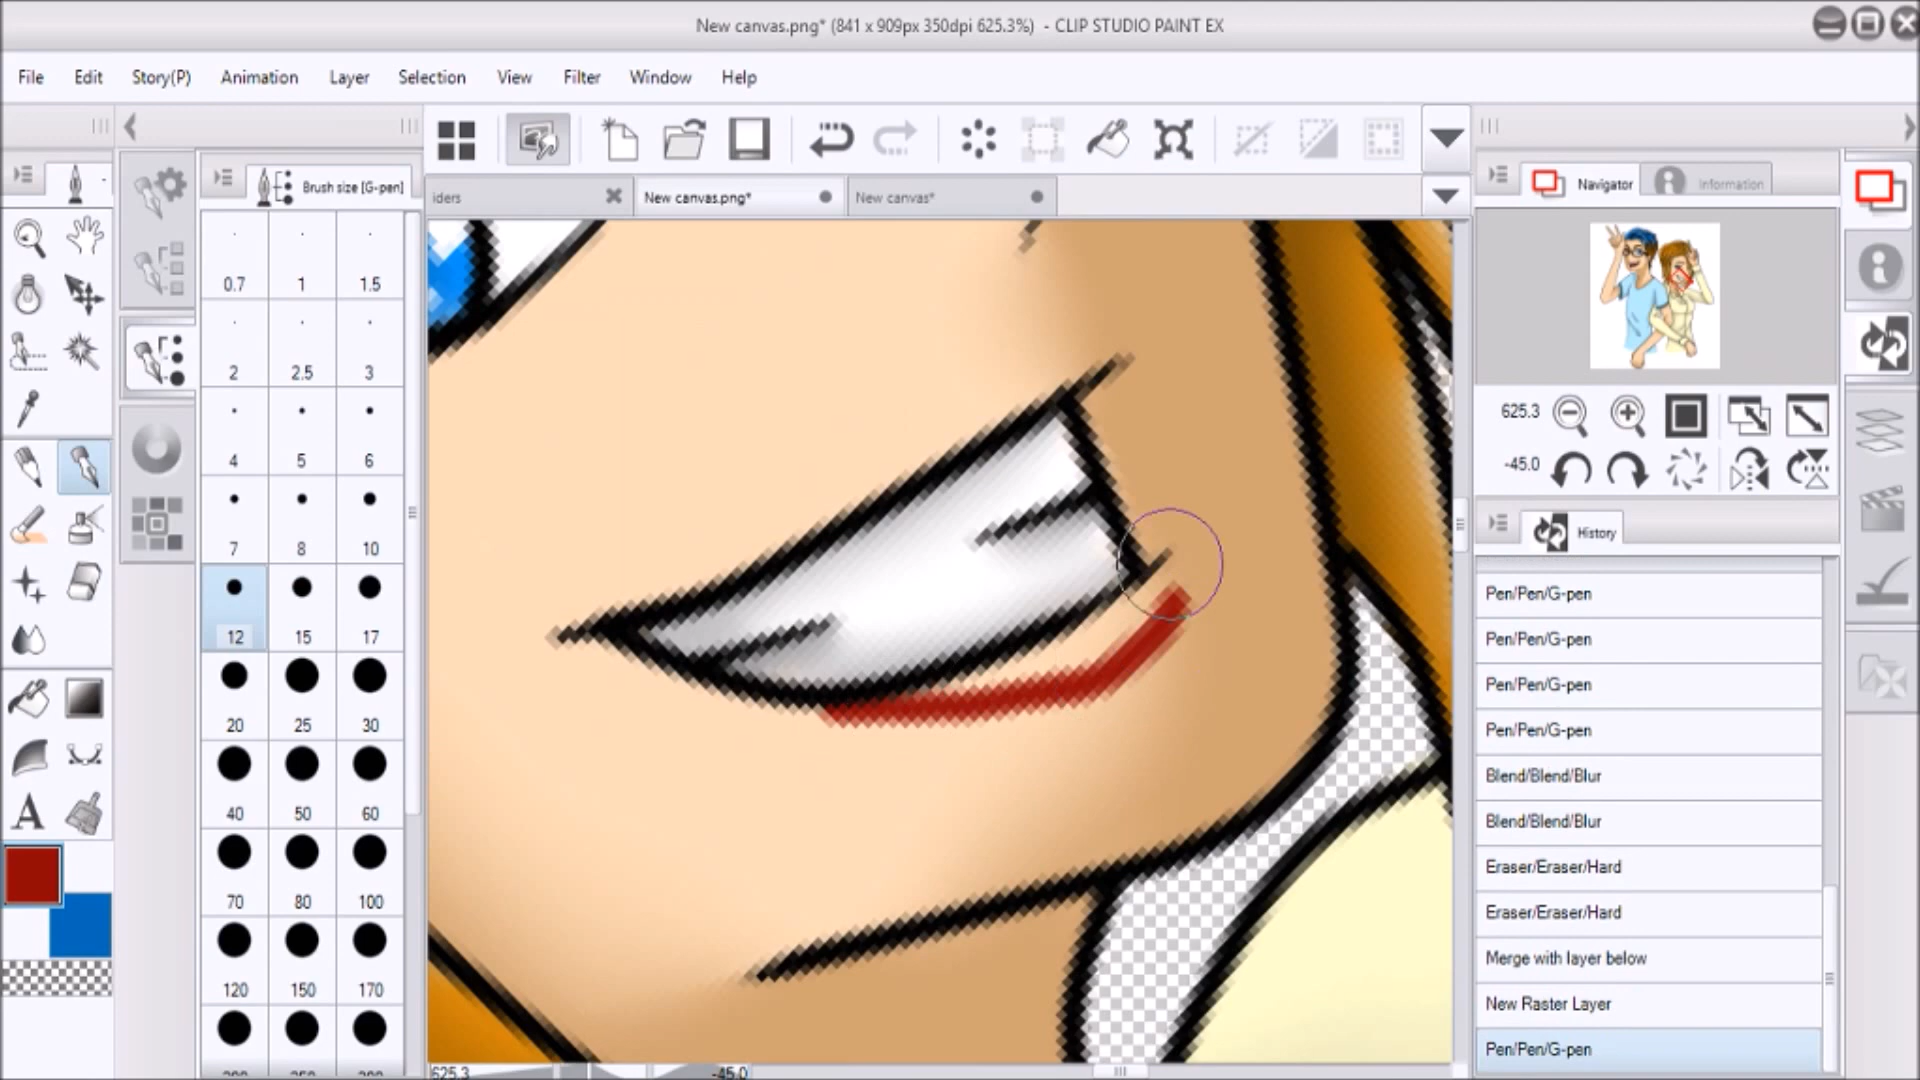 New canvas.png* (841 x 909px 350dpi 625.3%) - CLIP STUDIO PAINT EX
File Edit Story(P) Animation Layer Selection View Filter Window Help
Brush size [G-pen]
iders New canvas.png* New canvas*
Navigator Information
0.7 1 1.5
2 2.5 3
4 5 6
7 8 10
12 15 17
20 25 30
40 50 60
70 80 100
120 150 170
625.3
-45.0
History
Pen/Pen/G-pen
Pen/Pen/G-pen
Pen/Pen/G-pen
Pen/Pen/G-pen
Blend/Blend/Blur
Blend/Blend/Blur
Eraser/Eraser/Hard
Eraser/Eraser/Hard
Merge with layer below
New Raster Layer
Pen/Pen/G-pen
625.3 -45.0